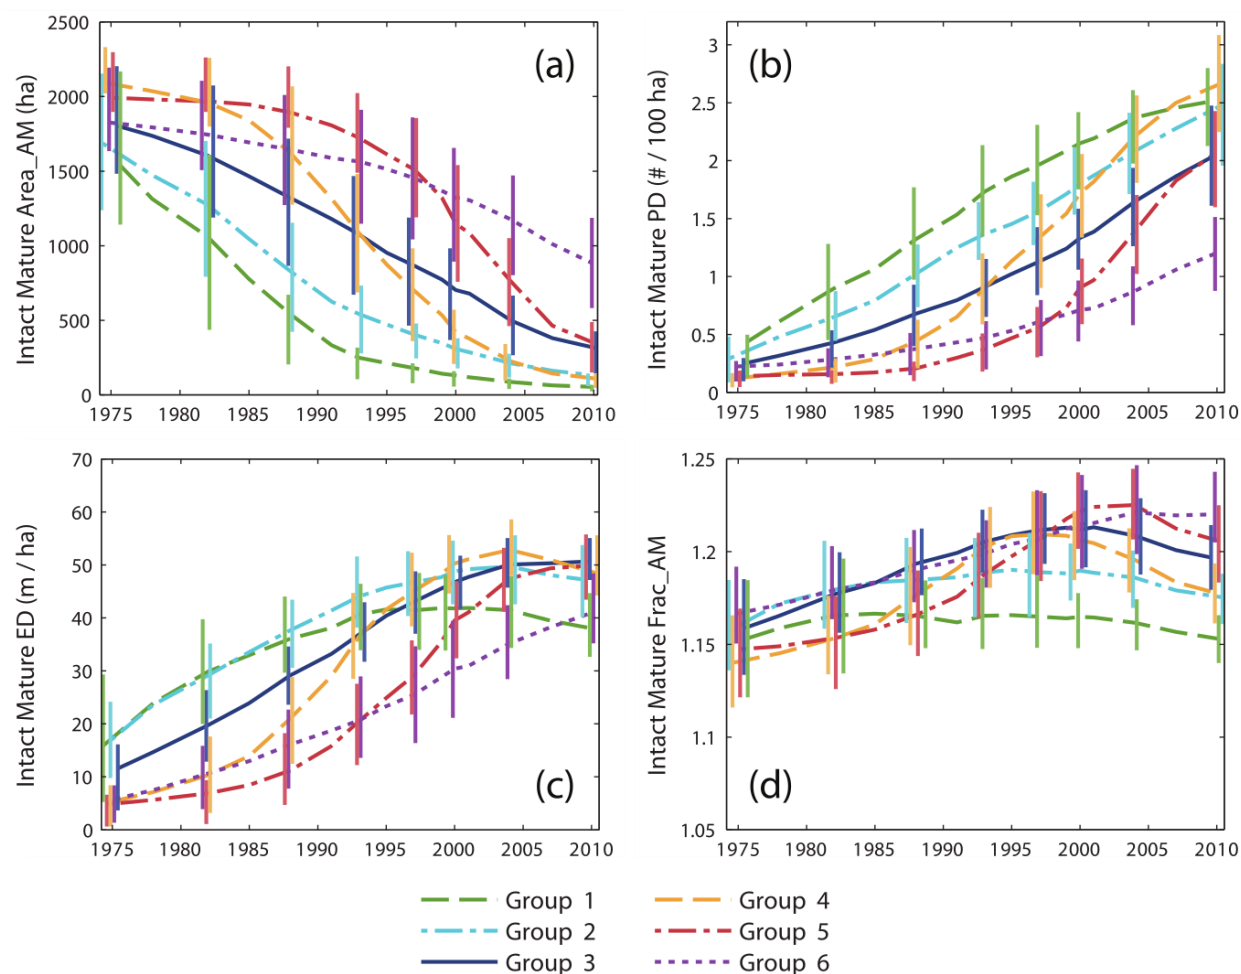 (a)
Intact Mature Area_AM (ha)
2500
2000
1500
1000
500
0
1975 1980 1985 1990 1995 2000 2005 2010
(b)
Intact Mature PD (# / 100 ha)
3
2.5
2
1.5
1
0.5
0
1975 1980 1985 1990 1995 2000 2005 2010
(c)
Intact Mature ED (m / ha)
70
60
50
40
30
20
10
0
1975 1980 1985 1990 1995 2000 2005 2010
(d)
Intact Mature Frac_AM
1.25
1.2
1.15
1.1
1.05
1975 1980 1985 1990 1995 2000 2005 2010
Group 1
Group 2
Group 3
Group 4
Group 5
Group 6